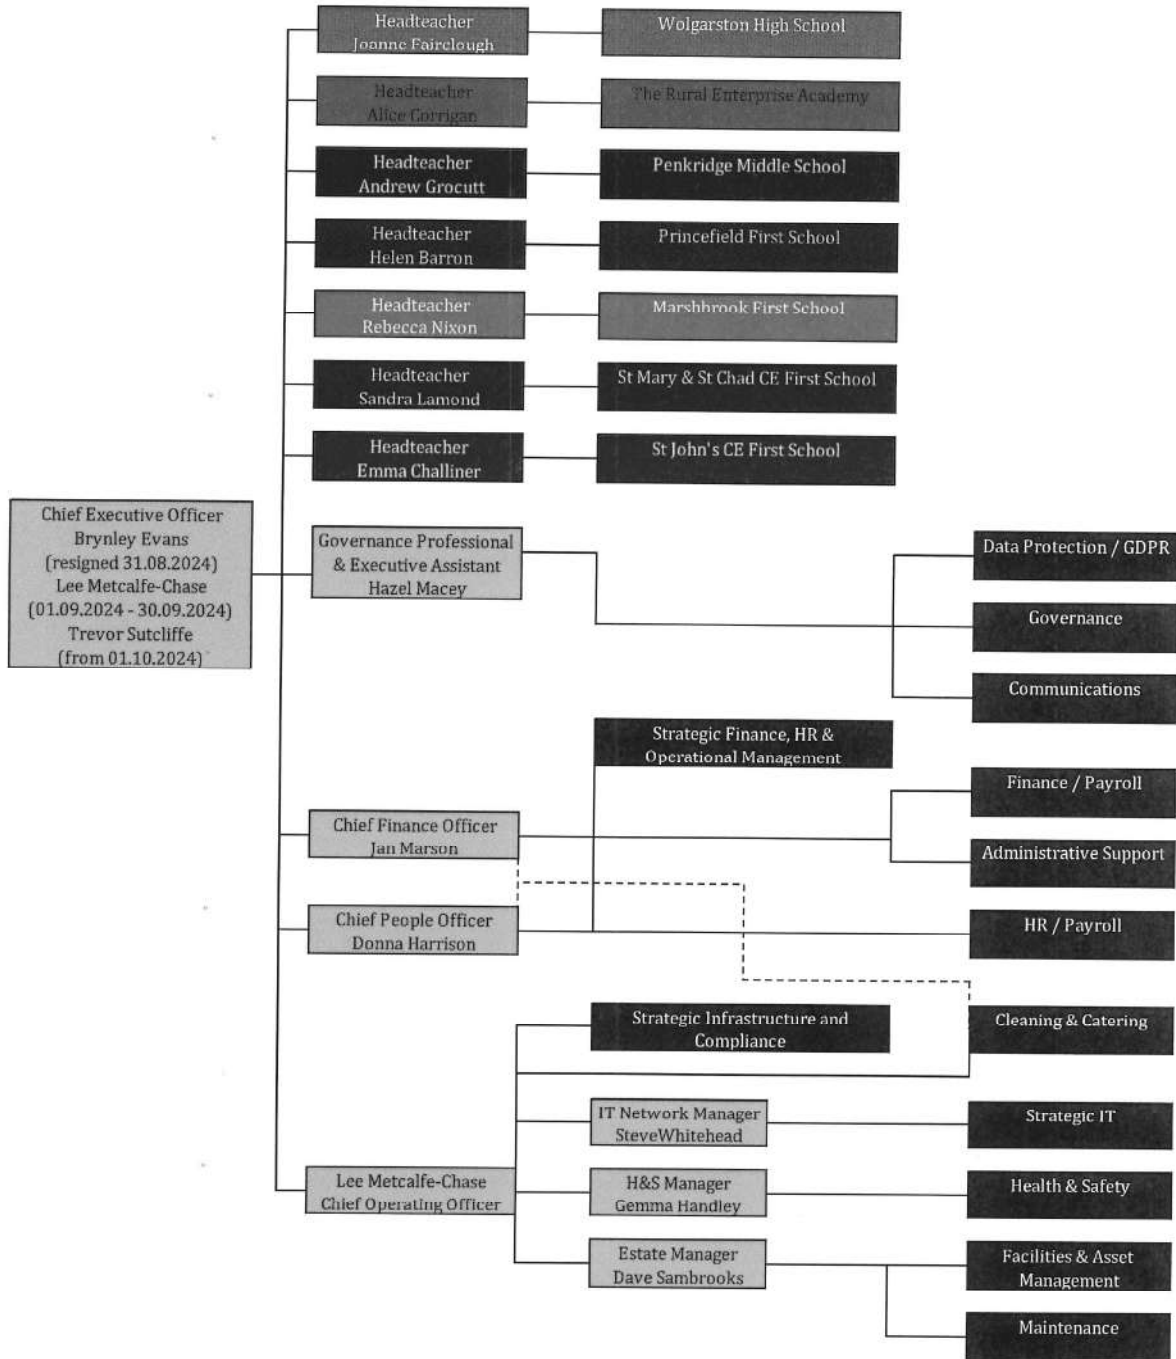 Headteacher
Joanne Fairclough
Wolgarston High School
Headteacher
Alice Corrigan
The Rural Enterprise Academy
Headteacher
Andrew Grocutt
Penkridge Middle School
Headteacher
Helen Barron
Princefield First School
Headteacher
Rebecca Nixon
Marshbrook First School
Headteacher
Sandra Lamond
St Mary & St Chad CE First School
Headteacher
Emma Challiner
St John's CE First School
Chief Executive Officer
Brynley Evans
(resigned 31.08.2024)
Lee Metcalfe-Chase
(01.09.2024 - 30.09.2024)
Trevor Sutcliffe
(from 01.10.2024)
Governance Professional
& Executive Assistant
Hazel Macey
Data Protection / GDPR
Governance
Communications
Strategic Finance, HR &
Operational Management
Chief Finance Officer
Jan Marson
Finance / Payroll
Administrative Support
Chief People Officer
Donna Harrison
HR / Payroll
Strategic Infrastructure and
Compliance
Cleaning & Catering
IT Network Manager
SteveWhitehead
Strategic IT
Lee Metcalfe-Chase
Chief Operating Officer
H&S Manager
Gemma Handley
Health & Safety
Estate Manager
Dave Sambrooks
Facilities & Asset
Management
Maintenance